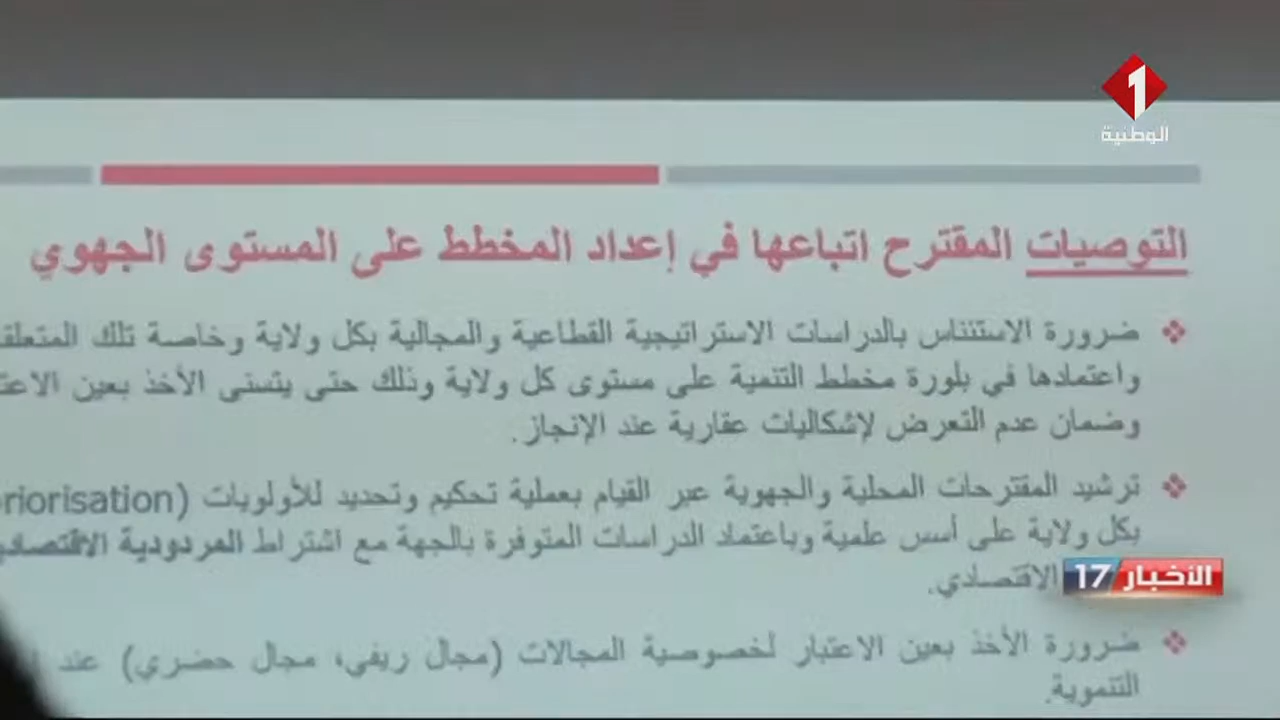 1
الوطنية
التوصيات المقترح اتباعها في إعداد المخطط على المستوى الجهوي
❖ ضرورة الاستئناس بالدراسات الاستراتيجية القطاعية والمجالية بكل ولاية وخاصة تلك
واعتمادها في بلورة مخطط التنمية على مستوى كل ولاية وذلك حتى يتسنى الأخذ بعين
وضمان عدم التعرض لإشكاليات عقارية عند الإنجاز.
❖ ترشيد المقترحات المحلية والجهوية عبر القيام بعملية تحكيم وتحديد للأولويات (riorisation)
بكل ولاية على أسس علمية وباعتماد الدراسات المتوفرة بالجهة مع اشتراط المردودية
الاقتصادي.
الأخبار 17
❖ ضرورة الأخذ بعين الاعتبار لخصوصية المجالات (مجال ريفي، مجال حضري) عند
التنموية.